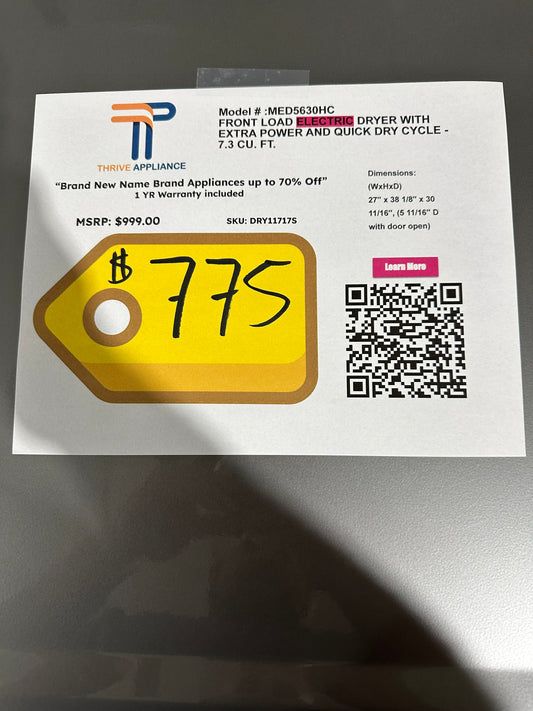 TP
THRIVE APPLIANCE
Model # :MED5630HC
FRONT LOAD ELECTRIC DRYER WITH
EXTRA POWER AND QUICK DRY CYCLE -
7.3 CU. FT.
"Brand New Name Brand Appliances up to 70% Off"
1 YR Warranty included
MSRP: $999.00
SKU: DRY11717S
$775
Dimensions:
(WxHxD)
27" x 38 1/8" x 30
11/16", (5 11/16" D
with door open)
Learn More